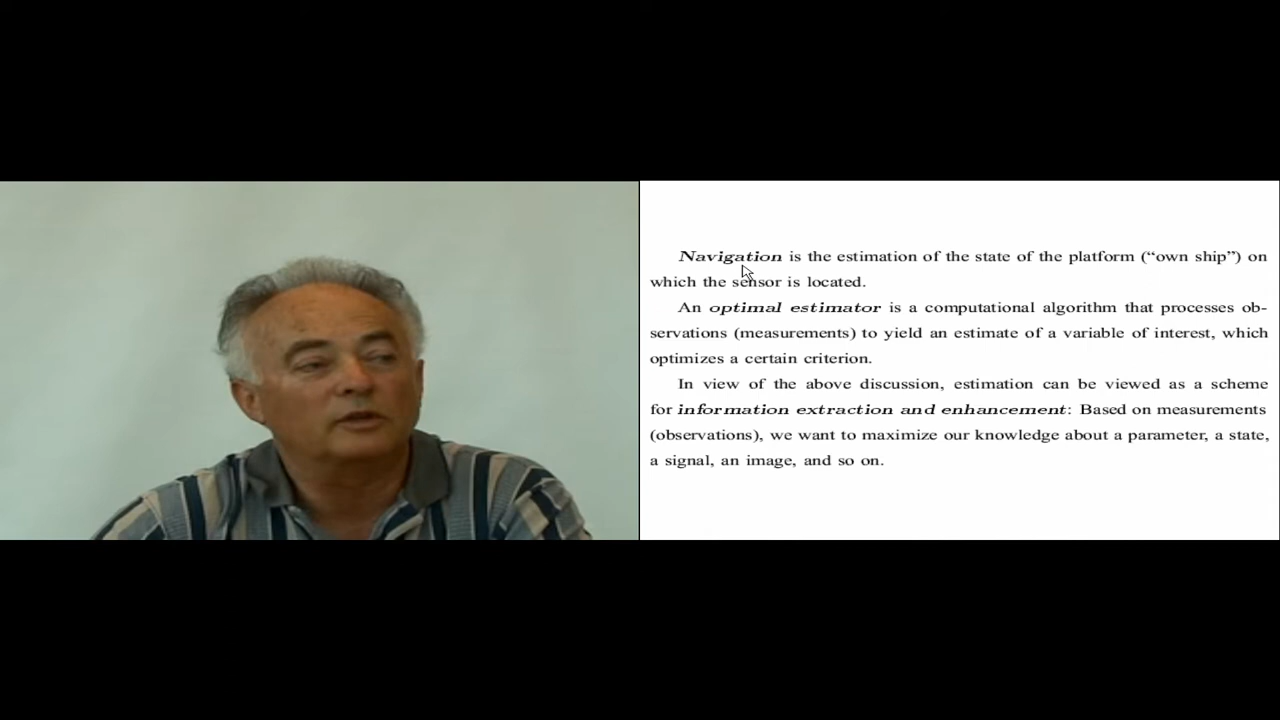 Navigation is the estimation of the state of the platform (“own ship”) on
which the sensor is located.
An optimal estimator is a computational algorithm that processes ob-
servations (measurements) to yield an estimate of a variable of interest, which
optimizes a certain criterion.
In view of the above discussion, estimation can be viewed as a scheme
for information extraction and enhancement: Based on measurements
(observations), we want to maximize our knowledge about a parameter, a state,
a signal, an image, and so on.